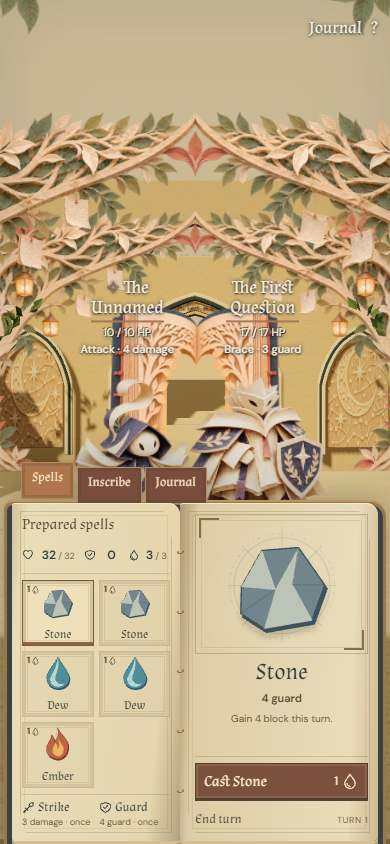 Journal ?
The Unnamed
10 / 10 HP
Attack · 4 damage
The First Question
17 / 17 HP
Brace · 3 guard
Spells
Inscribe
Journal
Prepared spells
32 / 32
0
3 / 3
1
Stone
1
Stone
1
Dew
1
Dew
1
Ember
Strike
3 damage · once
Guard
4 guard · once
Stone
4 guard
Gain 4 block this turn.
Cast Stone 1
End turn
TURN 1